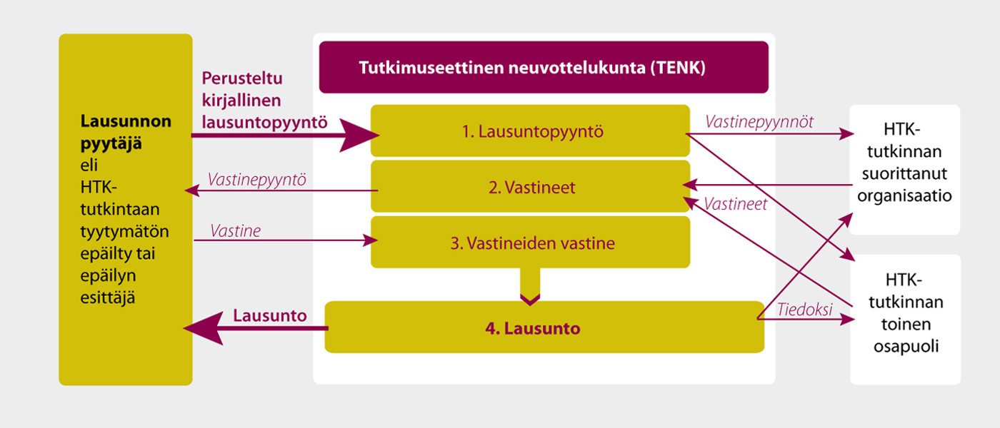 Lausunnon
pyytäjä
eli
HTK-
tutkintaan
tyytymätön
epäilty tai
epäilyn
esittäjä
Perusteltu
kirjallinen
lausuntopyyntö
Vastinepyyntö
Vastine
Lausunto
Tutkimuseettinen neuvottelukunta (TENK)
1. Lausuntopyyntö
2. Vastineet
3. Vastineiden vastine
4. Lausunto
Vastinepyynnöt
Vastineet
Tiedoksi
HTK-
tutkinnan
suorittanut
organisaatio
HTK-
tutkinnan
toinen
osapuoli